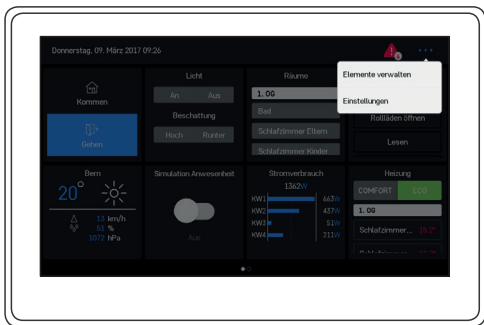 Donnerstag, 09. März 2017 09:26
Elemente verwalten
Einstellungen
Kommen
Gehen
Licht
An Aus
Beschattung
Hoch Runter
Räume
1. OG
Bad
Schlafzimmer Eltern
Schlafzimmer Kinder
Rollläden öffnen
Lesen
Bern
20°
13 km/h
51 %
1072 hPa
Simulation Anwesenheit
Aus
Stromverbrauch
1362W
KW1 663W
KW2 437W
KW3 51W
KW4 211W
Heizung
COMFORT ECO
1. OG
Schlafzimmer...